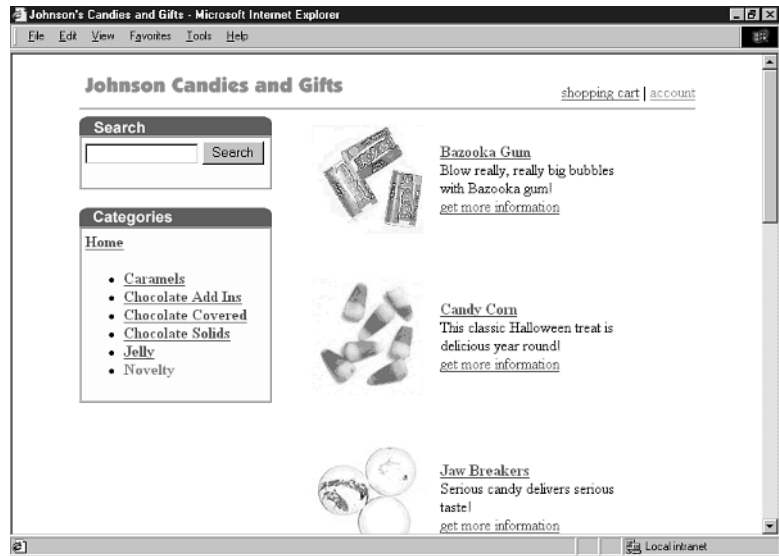 Johnson's Candies and Gifts - Microsoft Internet Explorer
File Edit View Favorites Tools Help
Johnson Candies and Gifts
shopping cart | account
Search
Search
Categories
Home
Caramels
Chocolate Add Ins
Chocolate Covered
Chocolate Solids
Jelly
Novelty
Bazooka Gum
Blow really, really big bubbles
with Bazooka gum!
get more information
Candy Corn
This classic Halloween treat is
delicious year round!
get more information
Jaw Breakers
Serious candy delivers serious
taste!
get more information
Local intranet